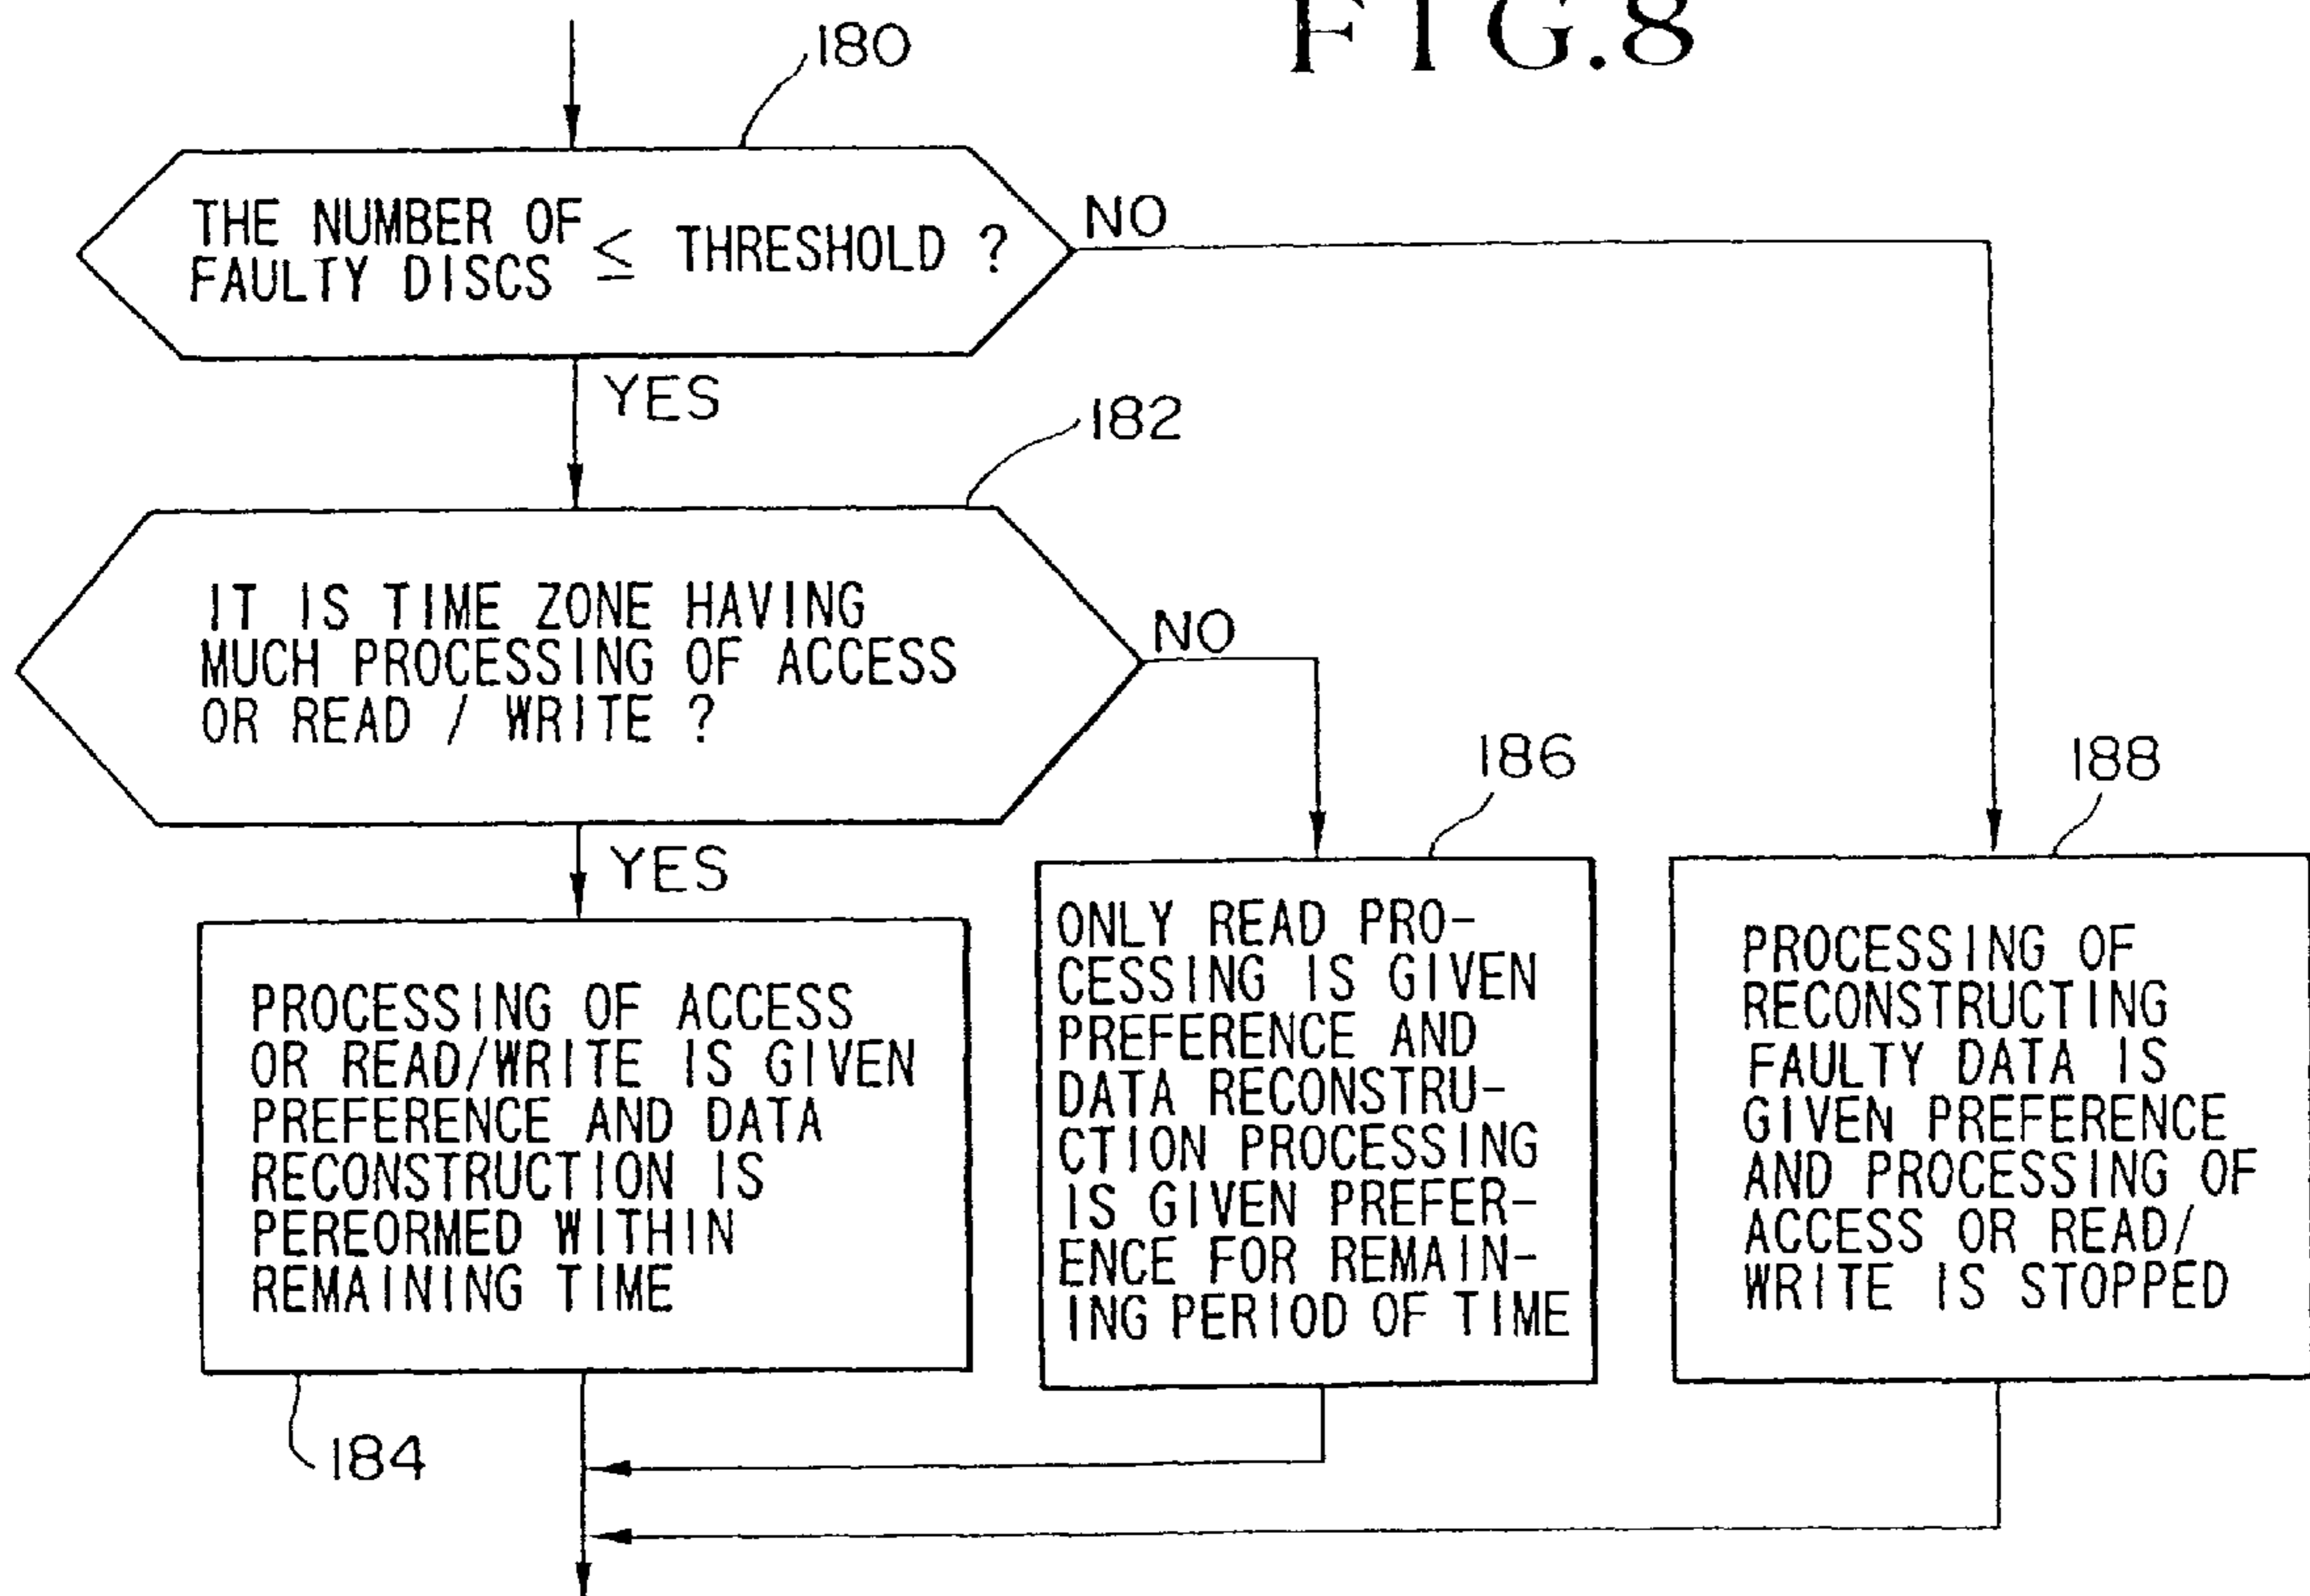 FIG.8
180
THE NUMBER OF
FAULTY DISCS ≤ THRESHOLD ?
NO
YES
182
IT IS TIME ZONE HAVING
MUCH PROCESSING OF ACCESS
OR READ / WRITE ?
NO
YES
186
188
PROCESSING OF ACCESS
OR READ/WRITE IS GIVEN
PREFERENCE AND DATA
RECONSTRUCTION IS
PEREORMED WITHIN
REMAINING TIME
184
ONLY READ PRO-
CESSING IS GIVEN
PREFERENCE AND
DATA RECONSTRU-
CTION PROCESSING
IS GIVEN PREFER-
ENCE FOR REMAIN-
ING PERIOD OF TIME
PROCESSING OF
RECONSTRUCTING
FAULTY DATA IS
GIVEN PREFERENCE
AND PROCESSING OF
ACCESS OR READ/
WRITE IS STOPPED